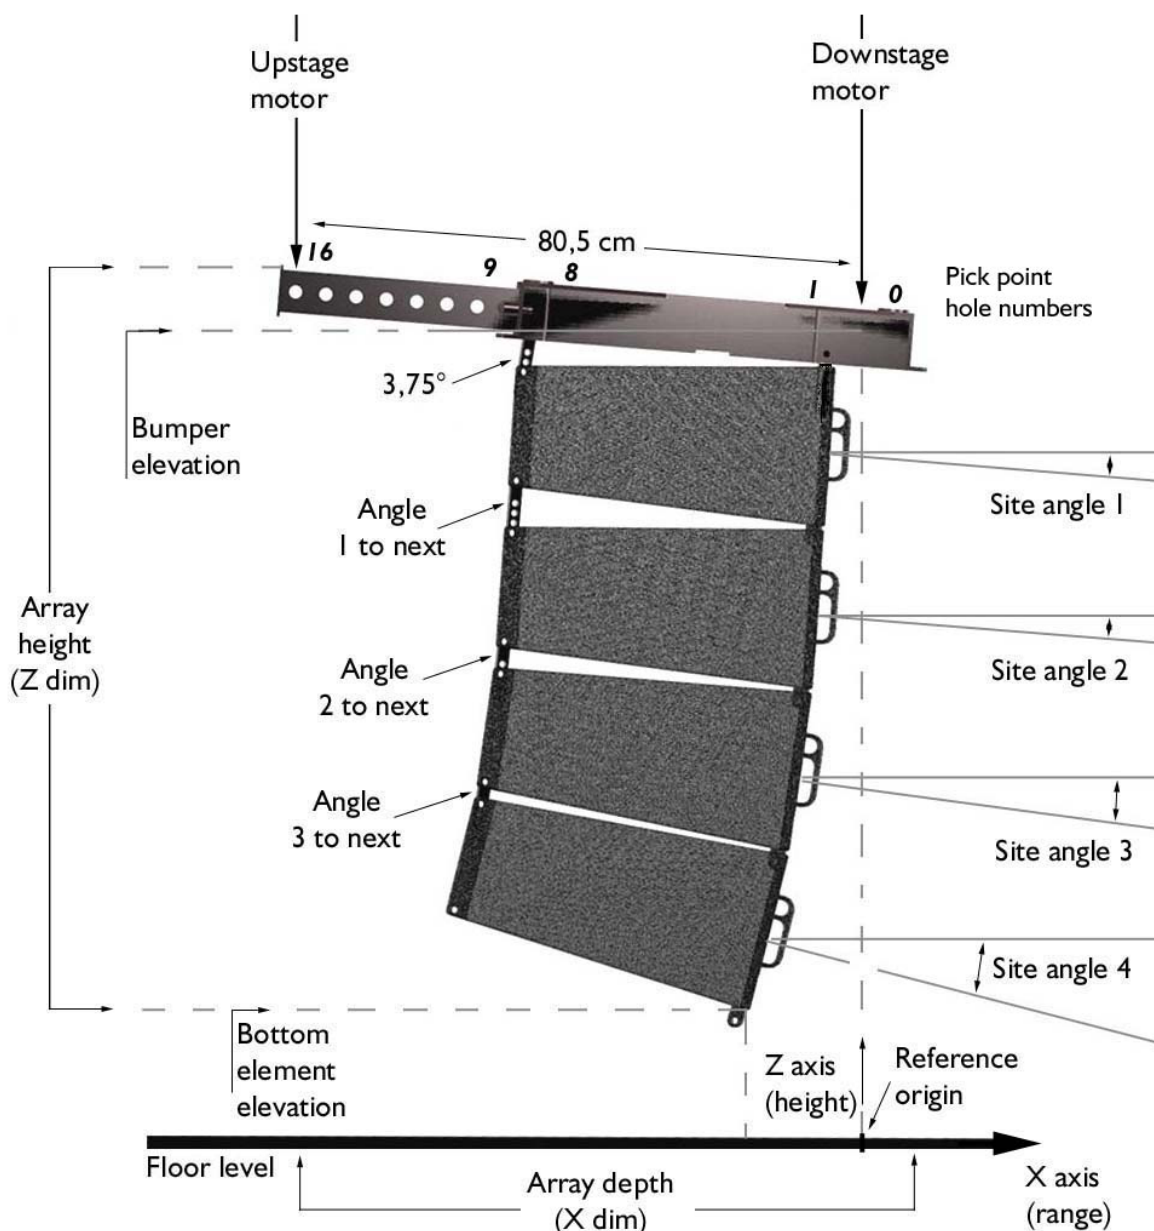 Upstage
motor
Downstage
motor
80,5 cm
16
9
8
1
0
Pick point
hole numbers
3,75°
Bumper
elevation
Angle
1 to next
Site angle 1
Array
height
(Z dim)
Angle
2 to next
Site angle 2
Angle
3 to next
Site angle 3
Site angle 4
Bottom
element
elevation
Z axis
(height)
Reference
origin
Floor level
Array depth
(X dim)
X axis
(range)